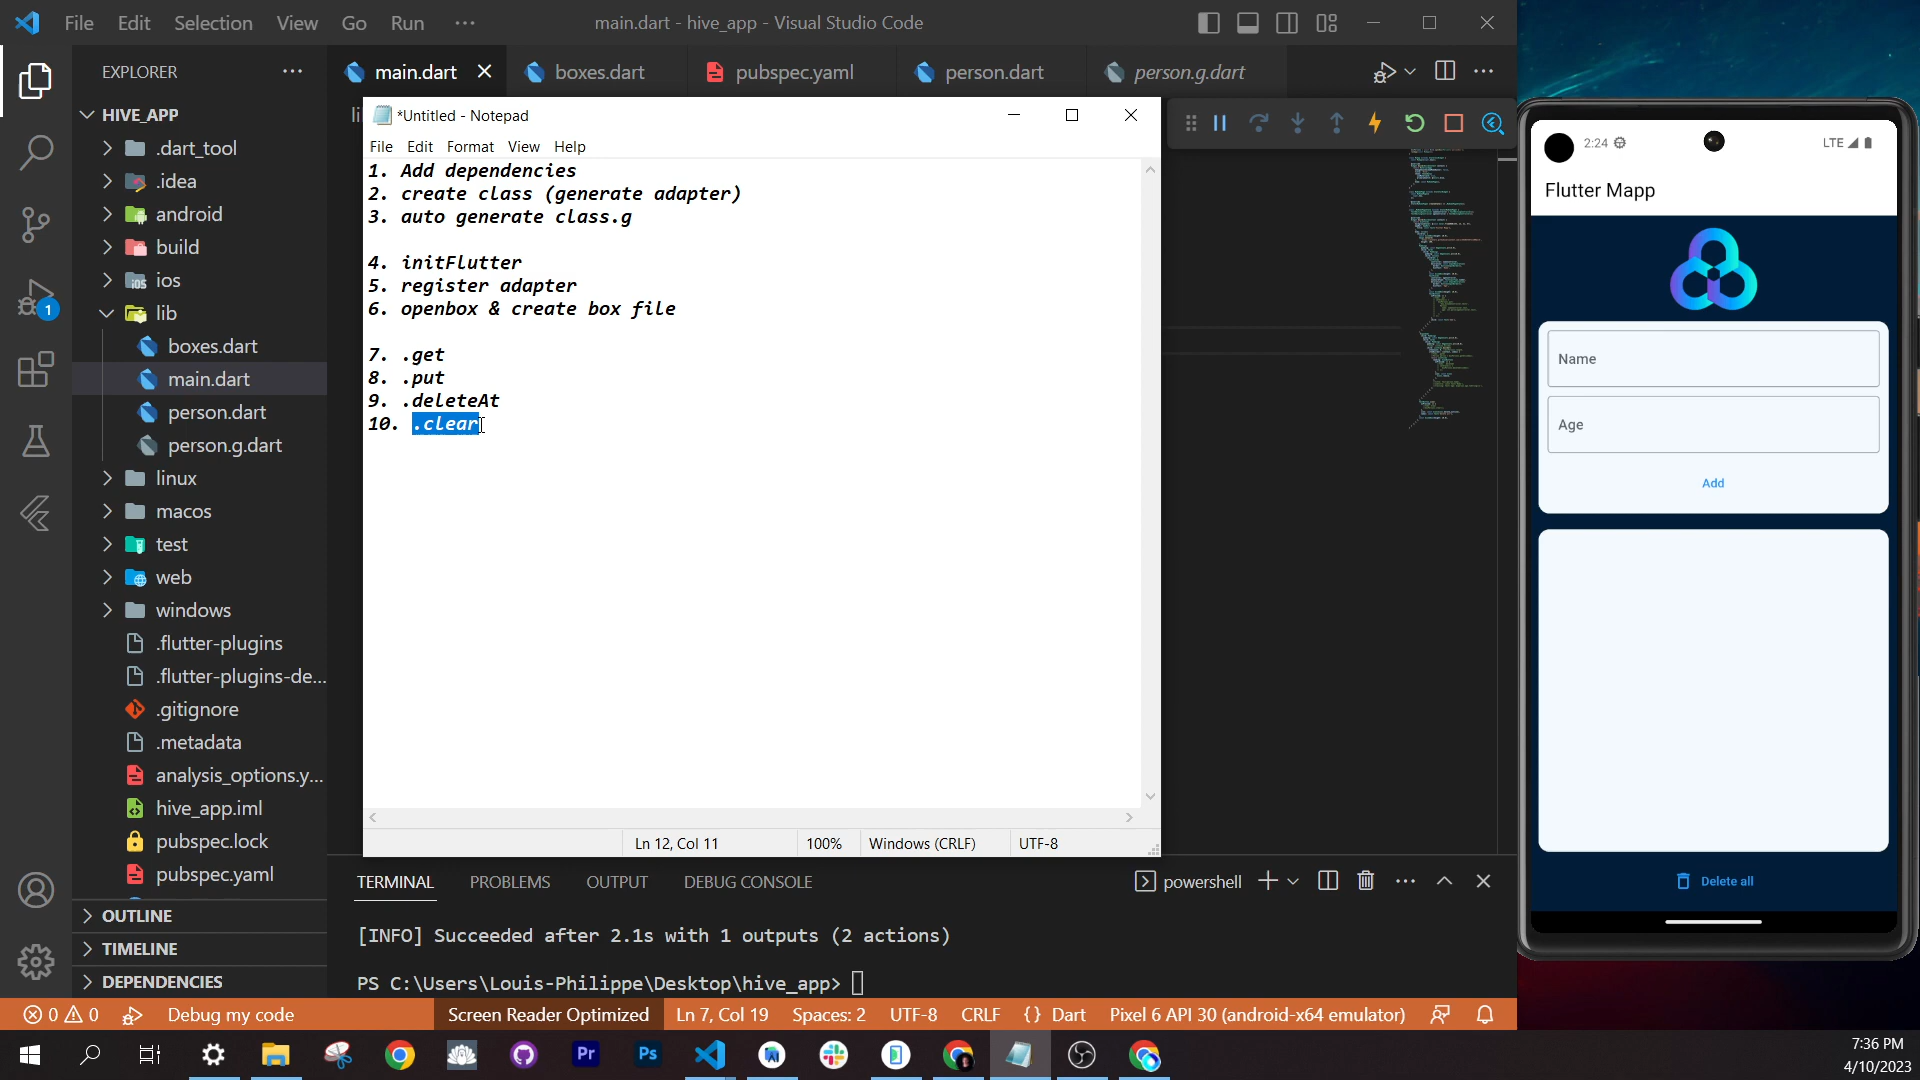 File Edit Selection View Go Run ···
main.dart - hive_app - Visual Studio Code
EXPLORER
main.dart
boxes.dart
pubspec.yaml
person.dart
person.g.dart
HIVE_APP
.dart_tool
.idea
android
build
ios
lib
boxes.dart
main.dart
person.dart
person.g.dart
linux
macos
test
web
windows
.flutter-plugins
.flutter-plugins-de...
.gitignore
.metadata
analysis_options.y...
hive_app.iml
pubspec.lock
pubspec.yaml
OUTLINE
TIMELINE
DEPENDENCIES
1
li
*Untitled - Notepad
File Edit Format View Help
1. Add dependencies
2. create class (generate adapter)
3. auto generate class.g
4. initFlutter
5. register adapter
6. openbox & create box file
7. .get
8. .put
9. .deleteAt
10. .clear
Ln 12, Col 11
100%
Windows (CRLF)
UTF-8
TERMINAL PROBLEMS OUTPUT DEBUG CONSOLE
powershell
[INFO] Succeeded after 2.1s with 1 outputs (2 actions)
PS C:\Users\Louis-Philippe\Desktop\hive_app>
0 0 Debug my code
Screen Reader Optimized
Ln 7, Col 19
Spaces: 2
UTF-8
CRLF
{} Dart
Pixel 6 API 30 (android-x64 emulator)
2:24
LTE
Flutter Mapp
Name
Age
Add
Delete all
Pr
Ps
7:36 PM
4/10/2023